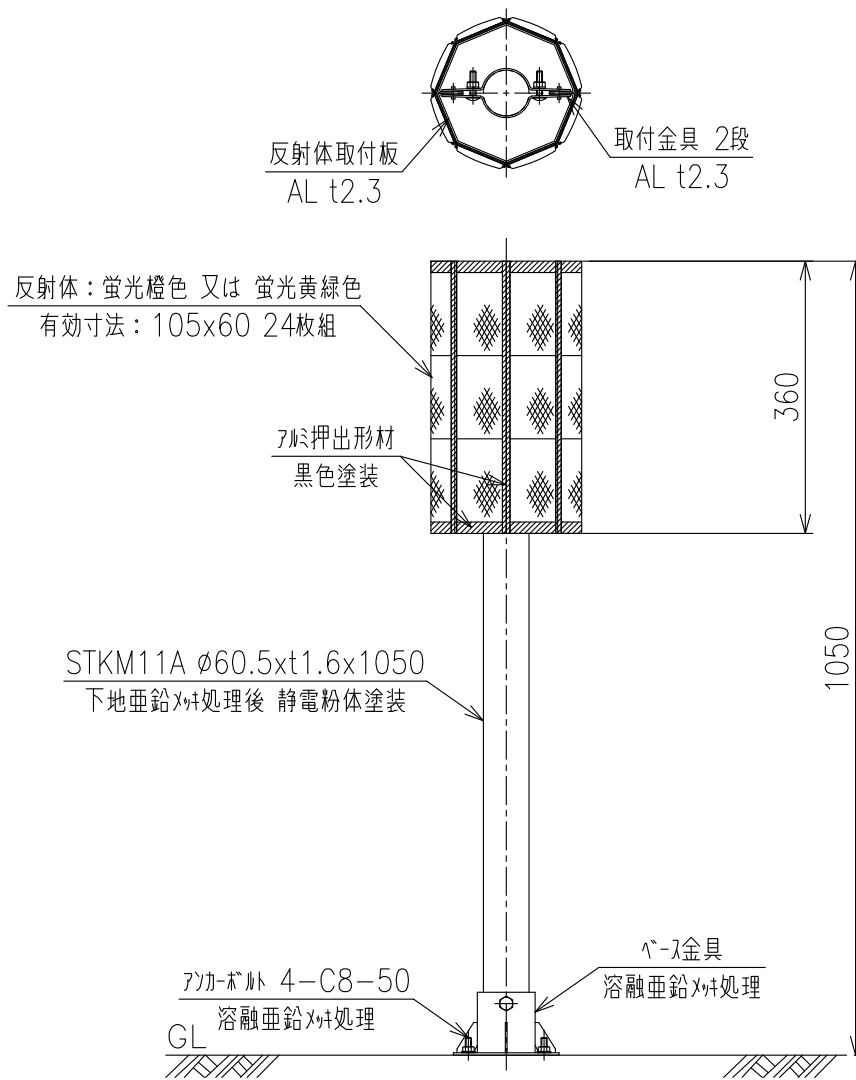 反射体取付板
AL t2.3
取付金具 2段
AL t2.3
反射体：蛍光橙色 又は 蛍光黄緑色
有効寸法：105x60 24枚組
360
ｱﾙﾐ押出形材
黒色塗装
1050
STKM11A φ60.5xt1.6x1050
下地亜鉛ﾒｯｷ処理後 静電粉体塗装
ﾍﾞｰｽ金具
溶融亜鉛ﾒｯｷ処理
ｱﾝｶｰﾎﾞﾙﾄ 4-C8-50
溶融亜鉛ﾒｯｷ処理
GL